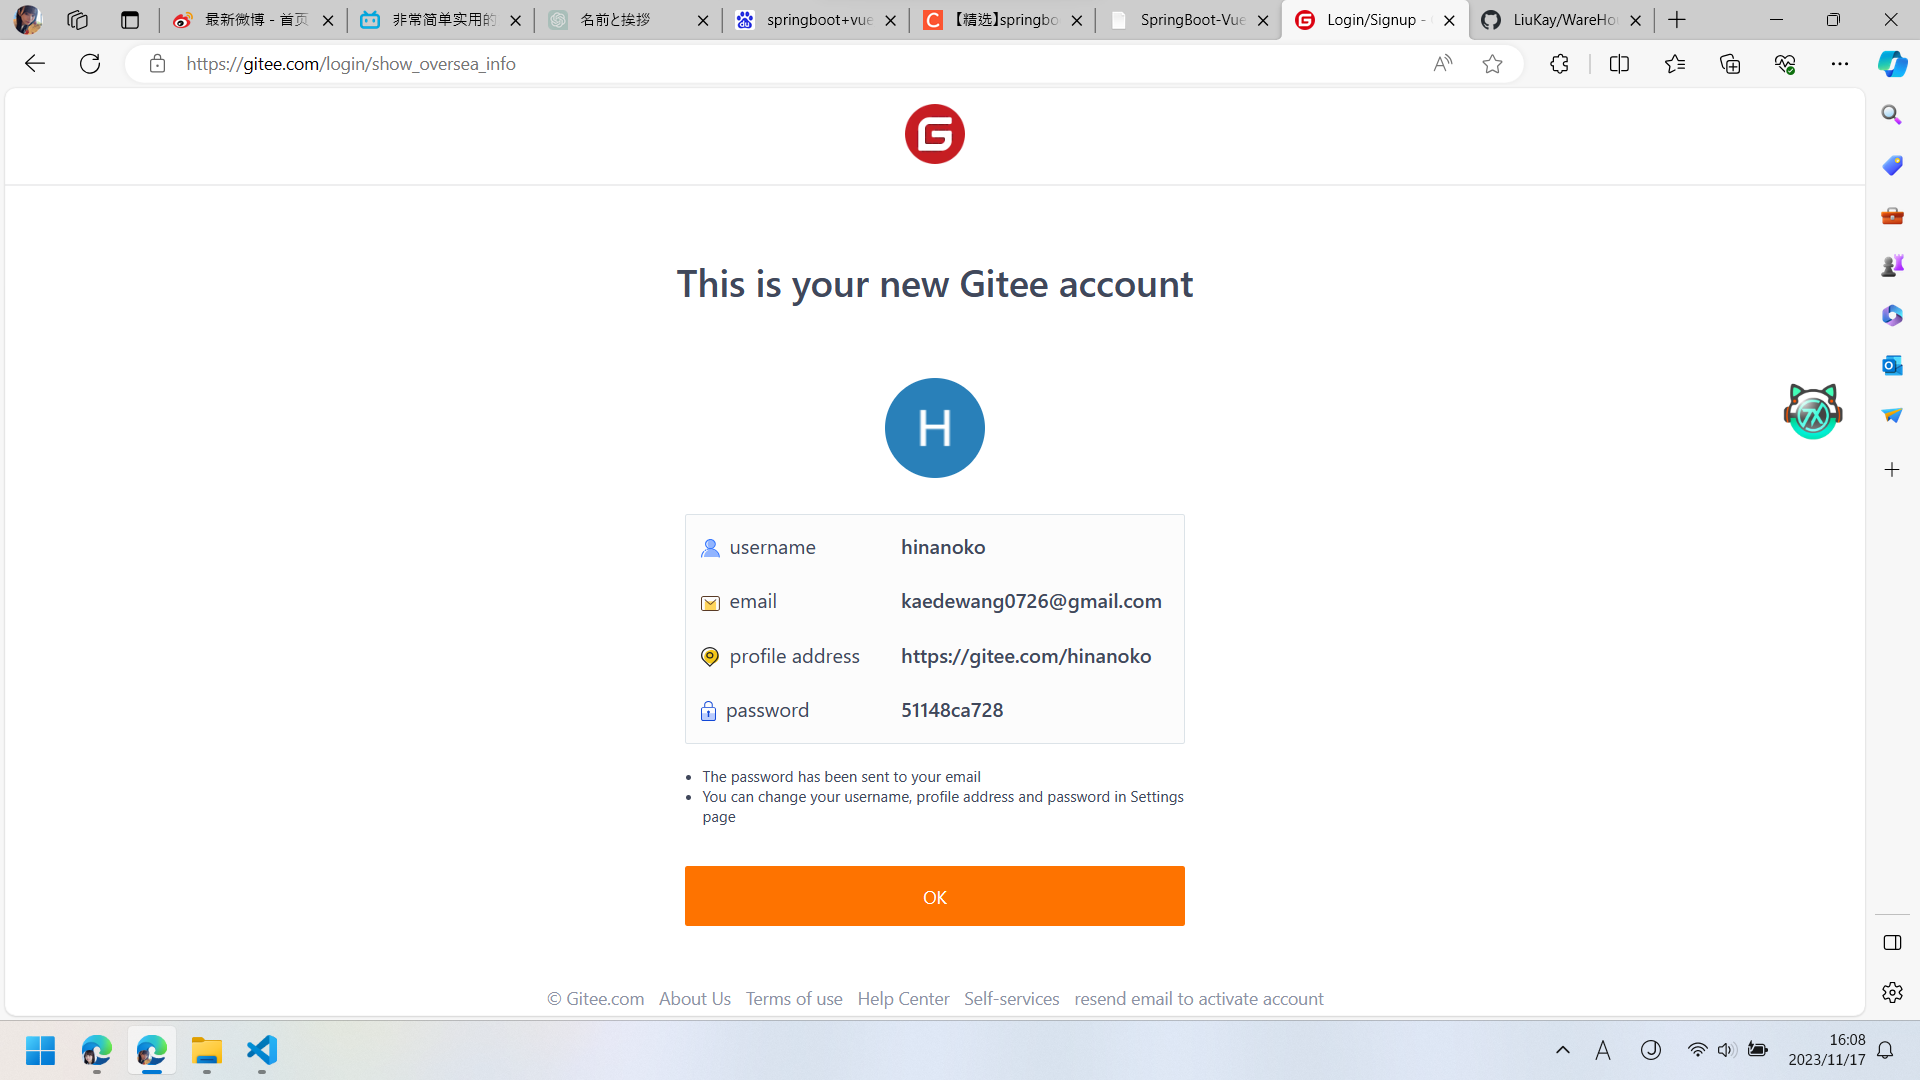 最新微博 - 首页
非常简单实用的
名前と挨拶
springboot+vue
【精选】springbo
SpringBoot-Vue
Login/Signup -
LiuKay/WareHo
https://gitee.com/login/show_oversea_info
This is your new Gitee account
H
username hinanoko
email kaedewang0726@gmail.com
profile address https://gitee.com/hinanoko
password 51148ca728
The password has been sent to your email
You can change your username, profile address and password in Settings
page
OK
© Gitee.com About Us Terms of use Help Center Self-services resend email to activate account
16:08
2023/11/17